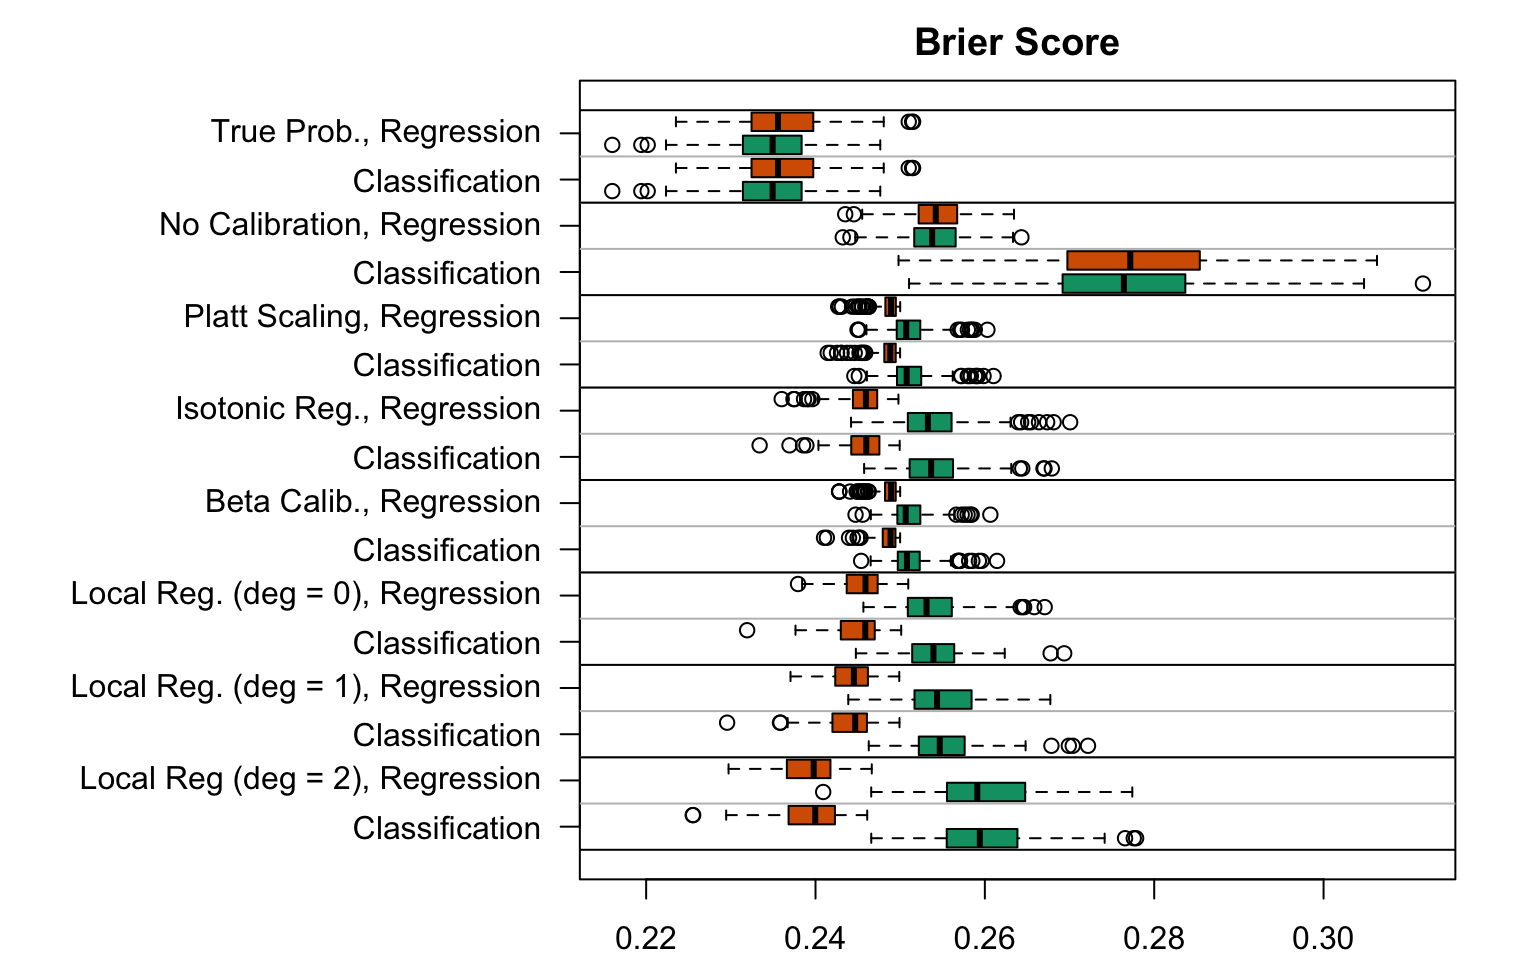 Brier Score
True Prob., Regression
Classification
No Calibration, Regression
Classification
Platt Scaling, Regression
Classification
Isotonic Reg., Regression
Classification
Beta Calib., Regression
Classification
Local Reg. (deg = 0), Regression
Classification
Local Reg. (deg = 1), Regression
Classification
Local Reg (deg = 2), Regression
Classification
0.22 0.24 0.26 0.28 0.30